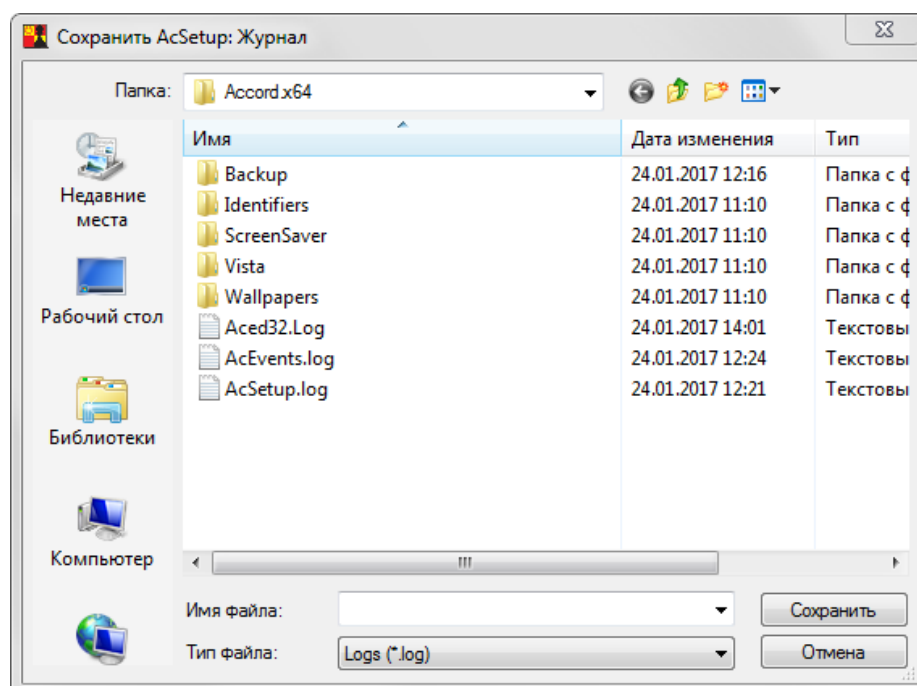 Сохранить AcSetup: Журнал
Папка: Accord.x64
Имя Дата изменения Тип
Backup 24.01.2017 12:16 Папка с ф
Identifiers 24.01.2017 11:10 Папка с ф
ScreenSaver 24.01.2017 11:10 Папка с ф
Vista 24.01.2017 11:10 Папка с ф
Wallpapers 24.01.2017 11:10 Папка с ф
Aced32.Log 24.01.2017 14:01 Текстовы
AcEvents.log 24.01.2017 12:24 Текстовы
AcSetup.log 24.01.2017 12:21 Текстовы
Недавние
места
Рабочий стол
Библиотеки
Компьютер
Имя файла: Сохранить
Тип файла: Logs (*.log) Отмена